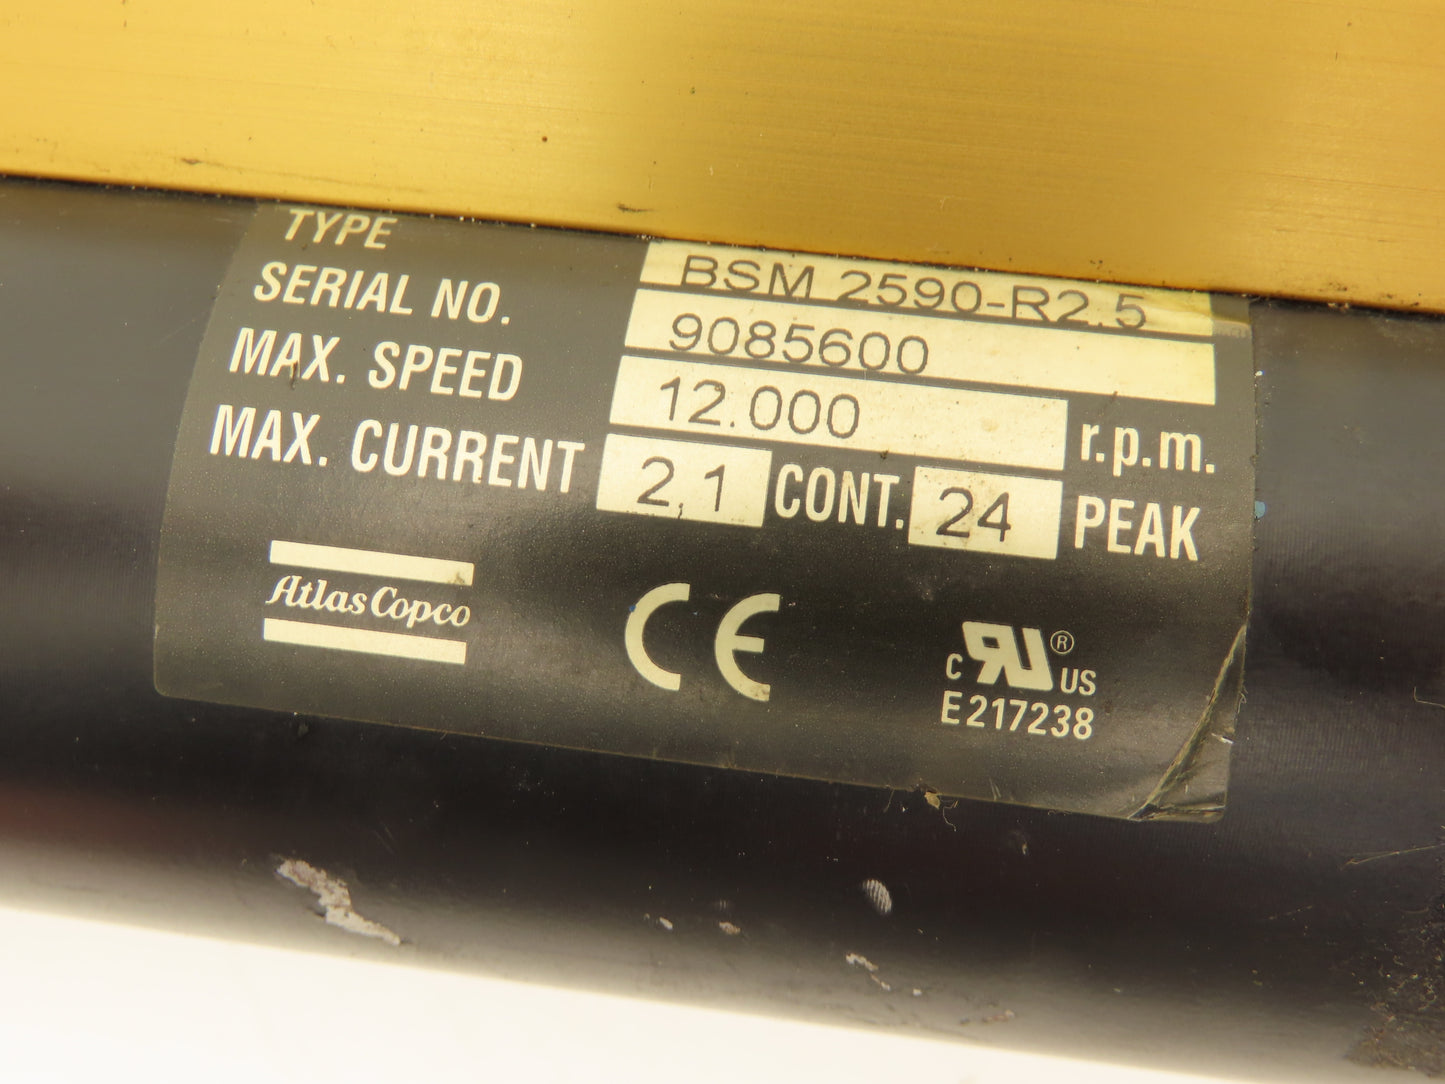 TYPE BSM 2590-R2.5
SERIAL NO. 9085600
MAX. SPEED 12.000 r.p.m.
MAX. CURRENT 2,1 CONT. 24 PEAK
Atlas Copco
CE
c RU ® US
E217238